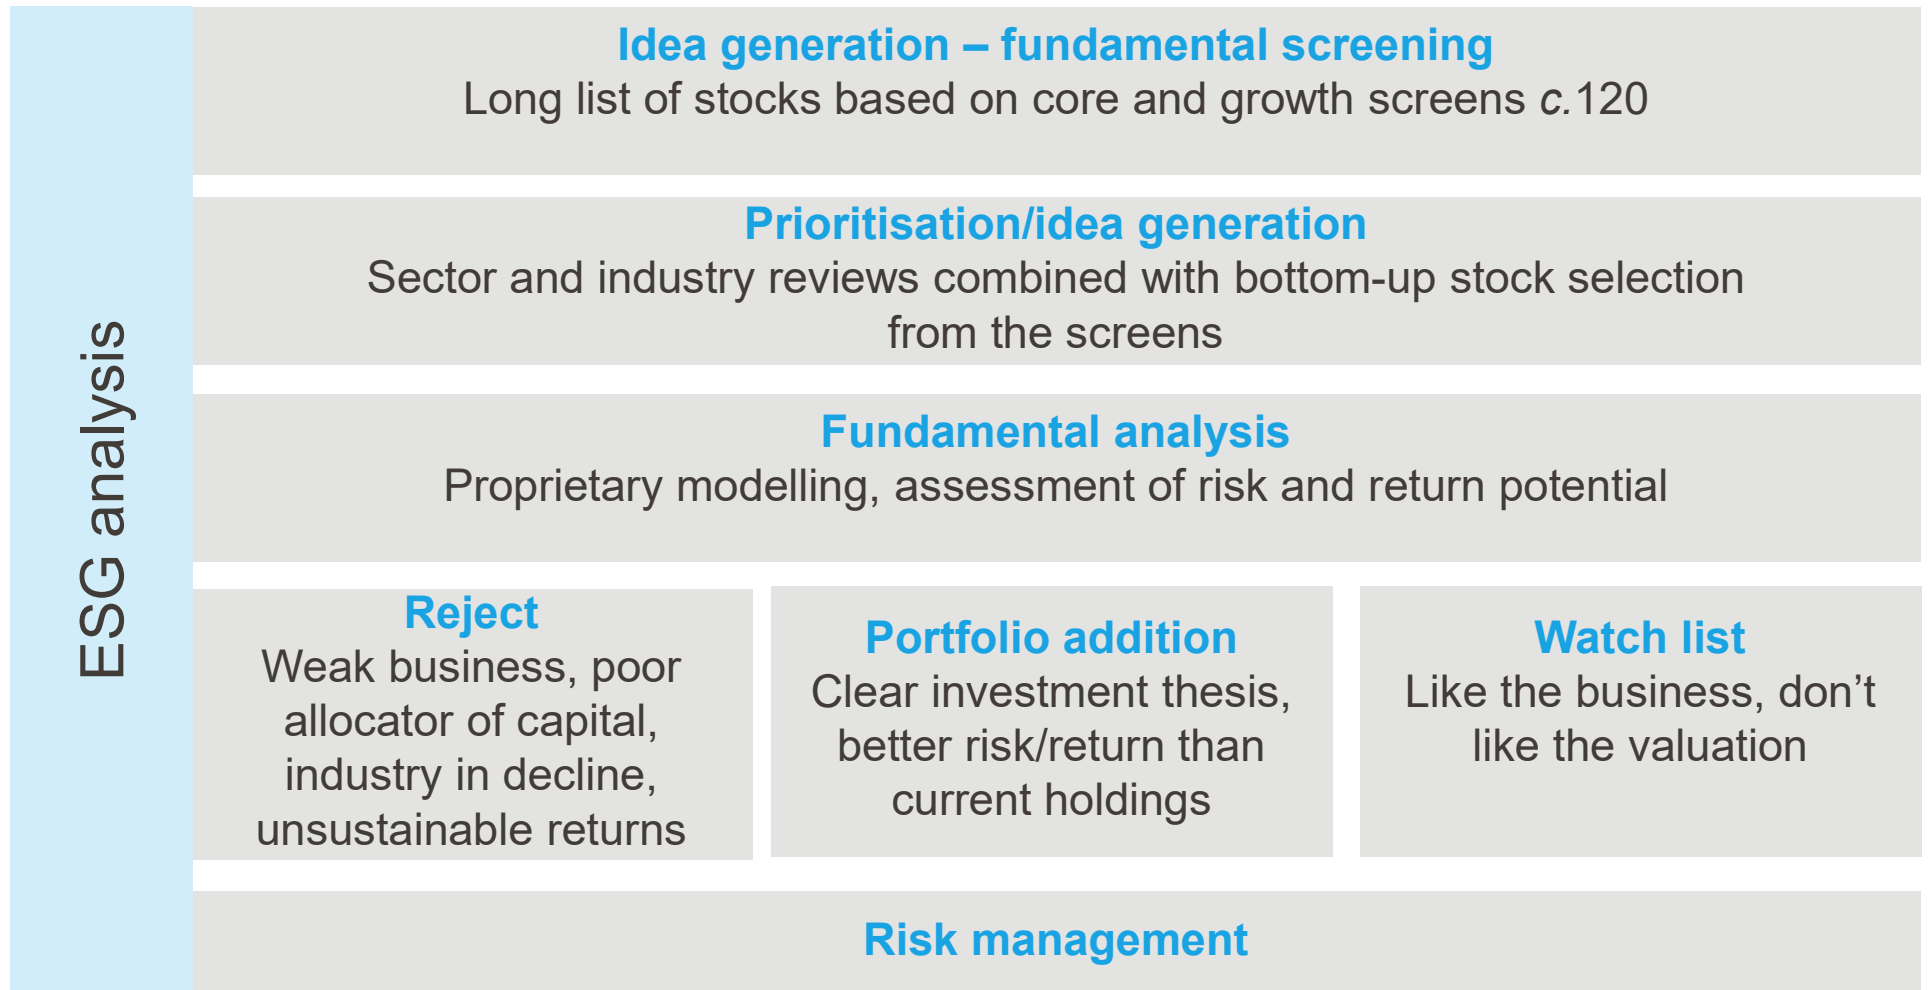 ESG analysis
Idea generation – fundamental screening
Long list of stocks based on core and growth screens c.120
Prioritisation/idea generation
Sector and industry reviews combined with bottom-up stock selection
from the screens
Fundamental analysis
Proprietary modelling, assessment of risk and return potential
Reject
Weak business, poor
allocator of capital,
industry in decline,
unsustainable returns
Portfolio addition
Clear investment thesis,
better risk/return than
current holdings
Watch list
Like the business, don’t
like the valuation
Risk management